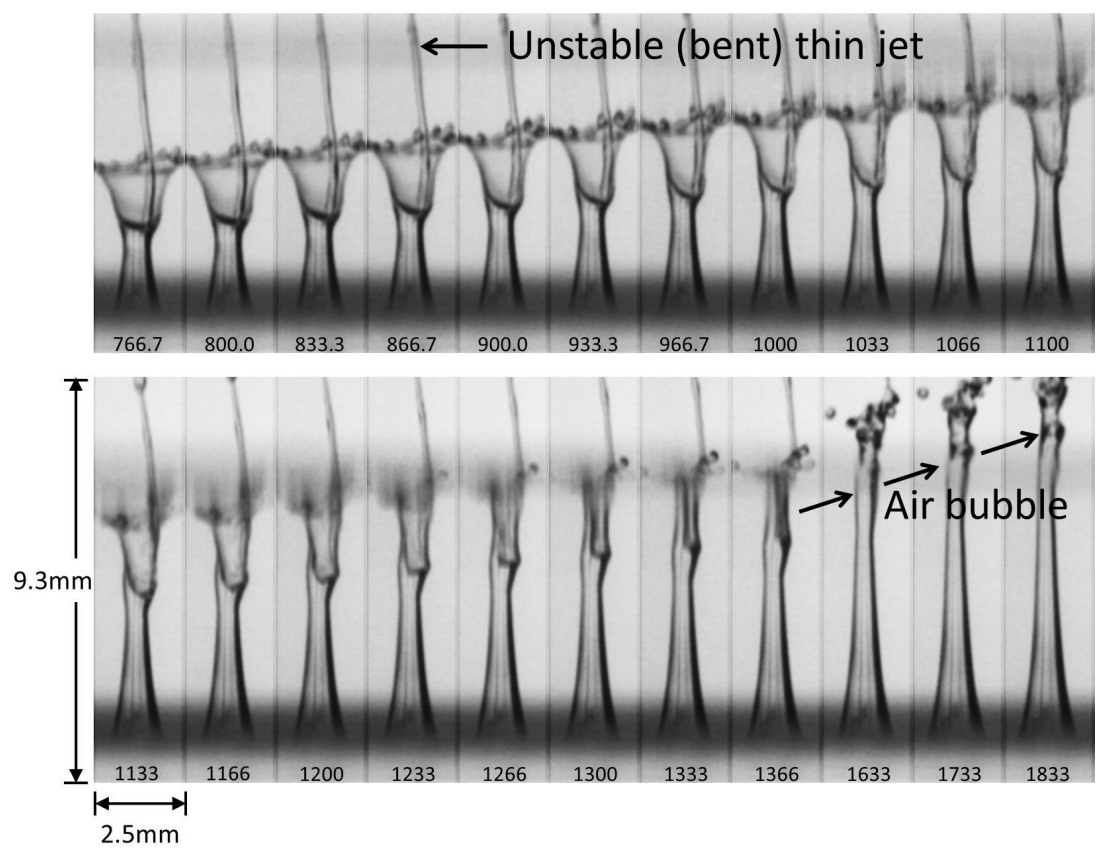 Unstable (bent) thin jet
766.7 800.0 833.3 866.7 900.0 933.3 966.7 1000 1033 1066 1100
Air bubble
9.3mm
1133 1166 1200 1233 1266 1300 1333 1366 1633 1733 1833
2.5mm